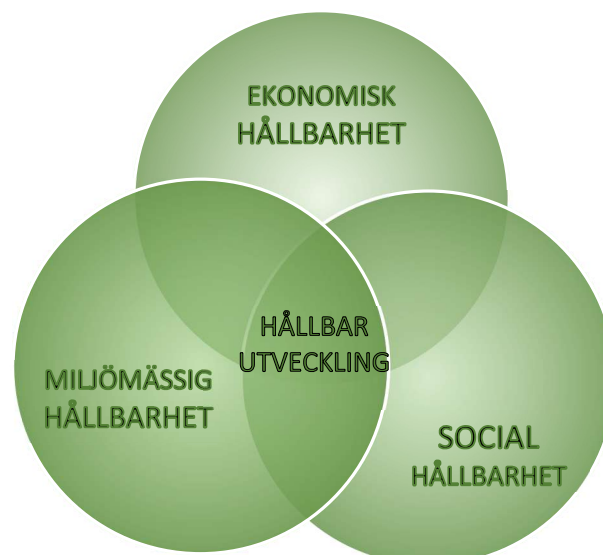 EKONOMISK
HÅLLBARHET
HÅLLBAR
UTVECKLING
MILJÖMÄSSIG
HÅLLBARHET
SOCIAL
HÅLLBARHET